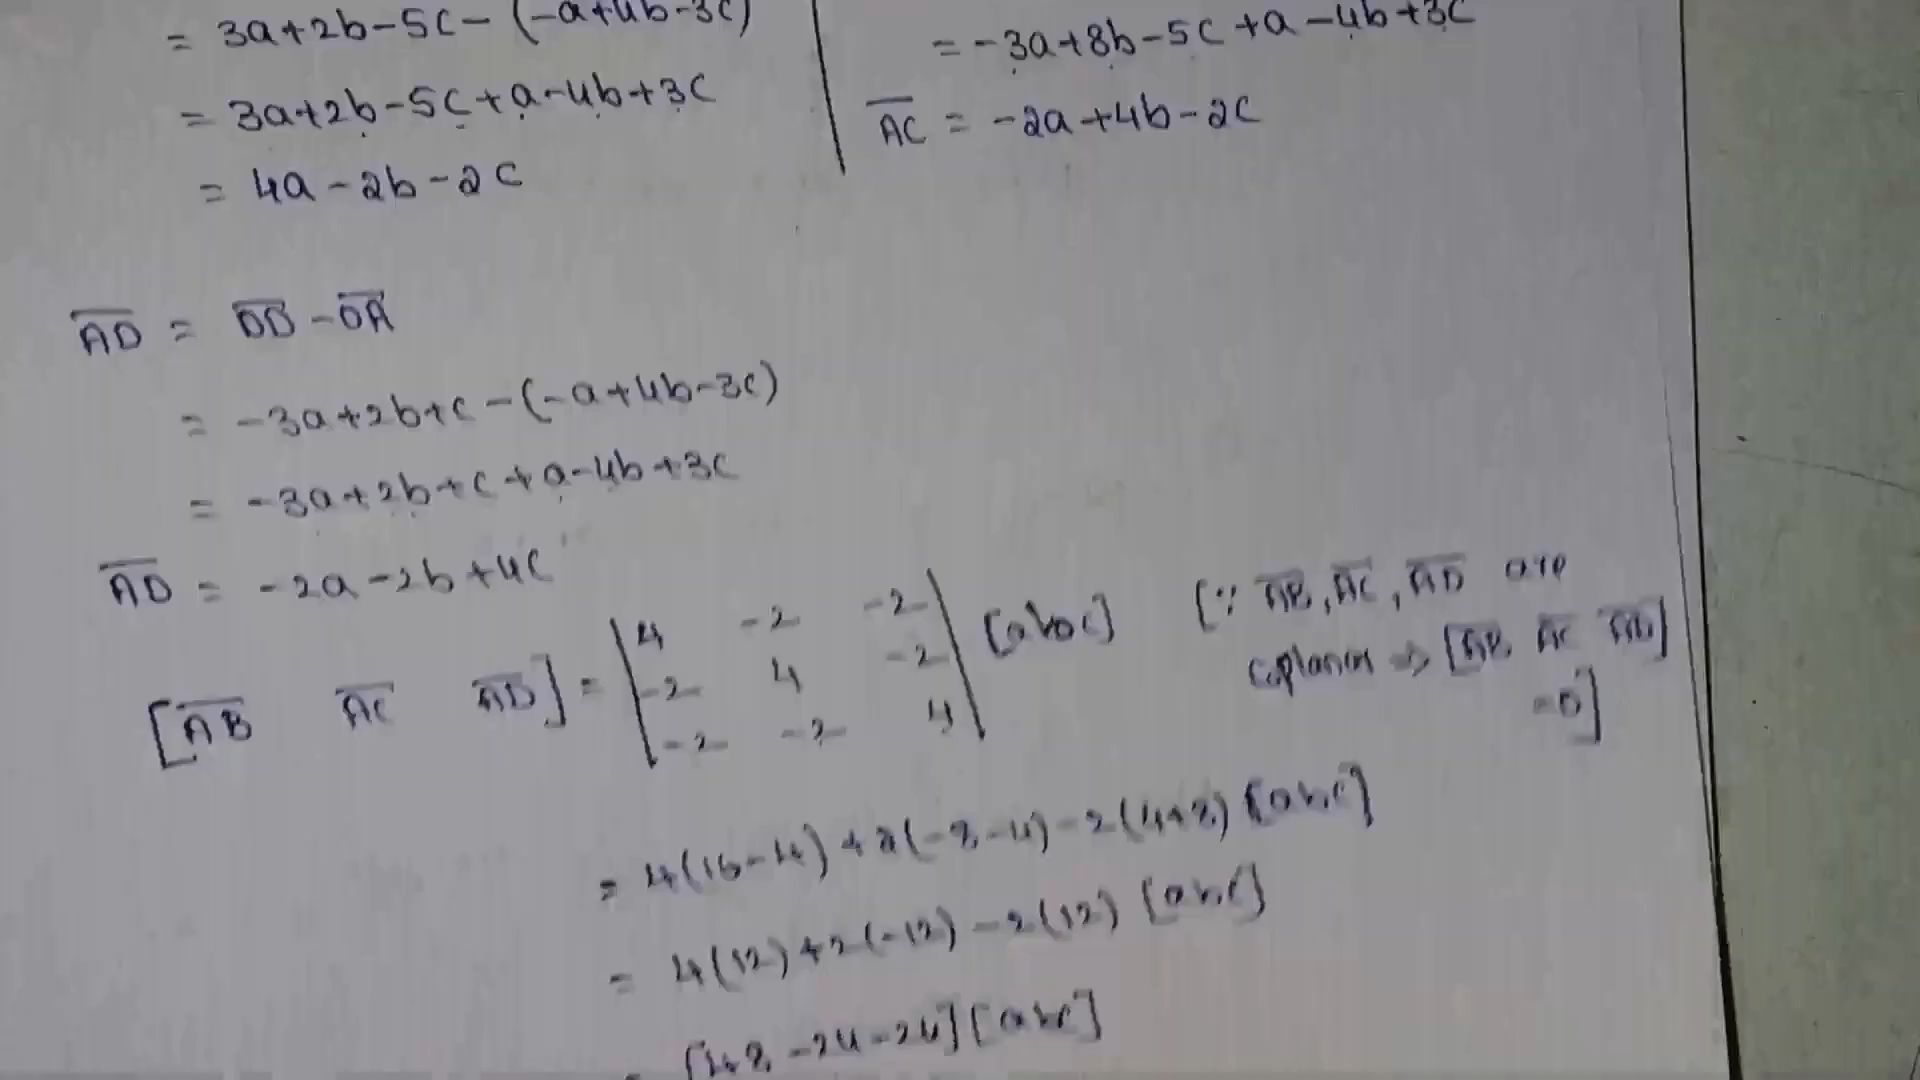 = 3a+2b-5c-(-a+4b-3c)
= 3a+2b-5c+a-4b+3c
= 4a-2b-2c
= -3a+8b-5c+a-4b+3c
AC = -2a+4b-2c
AD = OD - OA
= -3a+2b+c-(-a+4b-3c)
= -3a+2b+c+a-4b+3c
AD = -2a-2b+4c
[AB AC AD] = | 4 -2 -2 | [abc] [∵ AB, AC, AD are
| -2 4 -2 | coplanar ⇒ [AB AC AD]
| -2 -2 4 | =0]
= 4(16-4)+2(-8-4)-2(4+8) [abc]
= 4(12)+2(-12)-2(12) [abc]
= [48-24-24][abc]